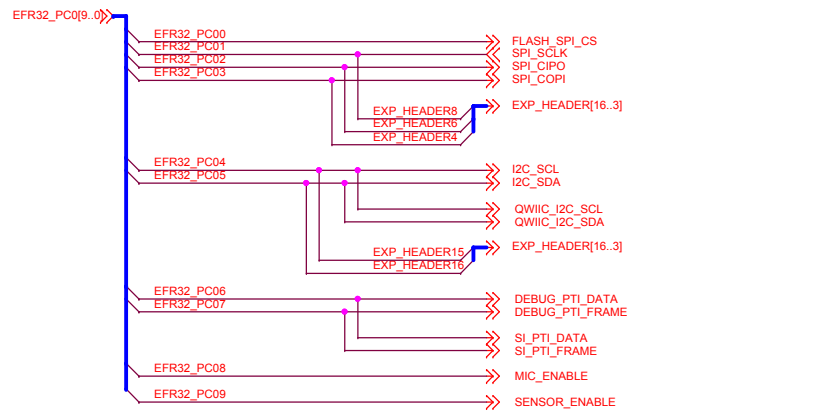 EFR32_PC0[9..0]
EFR32_PC00 FLASH_SPI_CS
EFR32_PC01 SPI_SCLK
EFR32_PC02 SPI_CIPO
EFR32_PC03 SPI_COPI
EXP_HEADER[16..3]
EXP_HEADER8
EXP_HEADER6
EXP_HEADER4
EFR32_PC04 I2C_SCL
EFR32_PC05 I2C_SDA
QWIIC_I2C_SCL
QWIIC_I2C_SDA
EXP_HEADER[16..3]
EXP_HEADER15
EXP_HEADER16
EFR32_PC06 DEBUG_PTI_DATA
EFR32_PC07 DEBUG_PTI_FRAME
SI_PTI_DATA
SI_PTI_FRAME
EFR32_PC08 MIC_ENABLE
EFR32_PC09 SENSOR_ENABLE